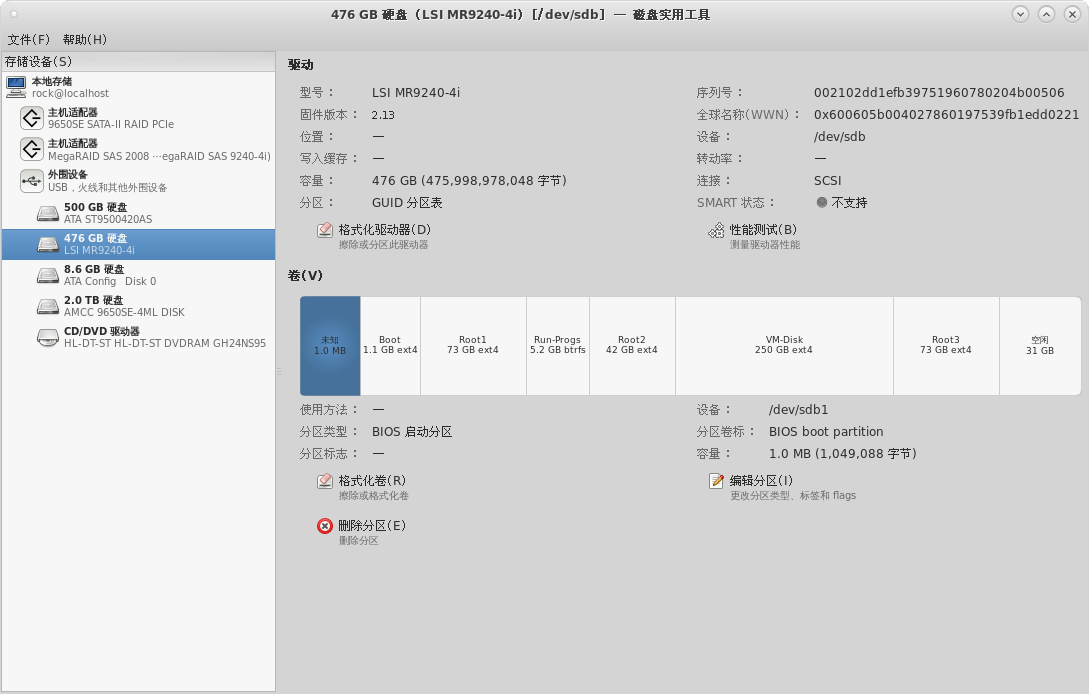 476 GB 硬盘（LSI MR9240-4i）[/dev/sdb] — 磁盘实用工具
文件(F) 帮助(H)
存储设备(S)
本地存储
rock@localhost
主机适配器
9650SE SATA-II RAID PCIe
主机适配器
MegaRAID SAS 2008 ···egaRAID SAS 9240-4i)
外围设备
USB，火线和其他外围设备
500 GB 硬盘
ATA ST9500420AS
476 GB 硬盘
LSI MR9240-4i
8.6 GB 硬盘
ATA Config Disk 0
2.0 TB 硬盘
AMCC 9650SE-4ML DISK
CD/DVD 驱动器
HL-DT-ST HL-DT-ST DVDRAM GH24NS95
驱动
型号： LSI MR9240-4i
序列号： 002102dd1efb39751960780204b00506
固件版本： 2.13
全球名称(WWN)： 0x600605b004027860197539fb1edd0221
位置： —
设备： /dev/sdb
写入缓存： —
转动率： —
容量： 476 GB (475,998,978,048 字节)
连接： SCSI
分区： GUID 分区表
SMART 状态： 不支持
格式化驱动器(D)
擦除或分区此驱动器
性能测试(B)
测量驱动器性能
卷(V)
未知
1.0 MB
Boot
1.1 GB ext4
Root1
73 GB ext4
Run-Progs
5.2 GB btrfs
Root2
42 GB ext4
VM-Disk
250 GB ext4
Root3
73 GB ext4
空闲
31 GB
使用方法： —
设备： /dev/sdb1
分区类型： BIOS 启动分区
分区卷标： BIOS boot partition
分区标志： —
容量： 1.0 MB (1,049,088 字节)
格式化卷(R)
擦除或格式化卷
编辑分区(I)
更改分区类型、标签和 flags
删除分区(E)
删除分区